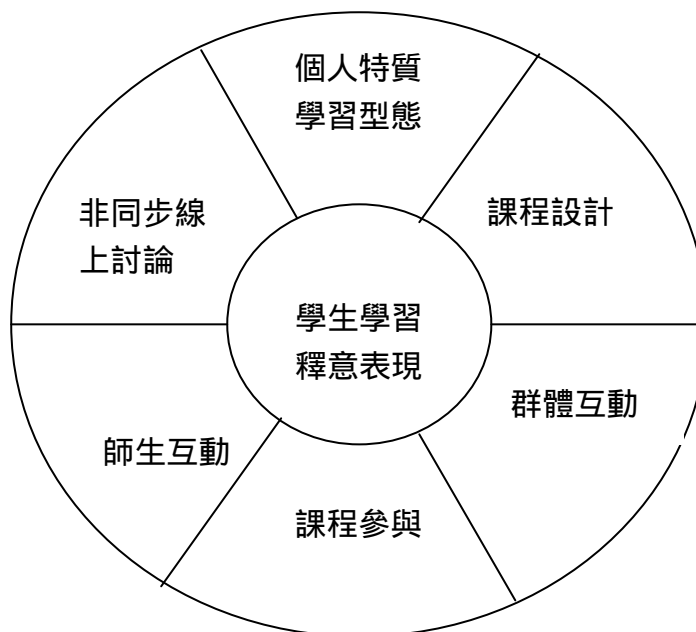 個人特質
學習型態
課程設計
非同步線
上討論
學生學習
釋意表現
群體互動
師生互動
課程參與